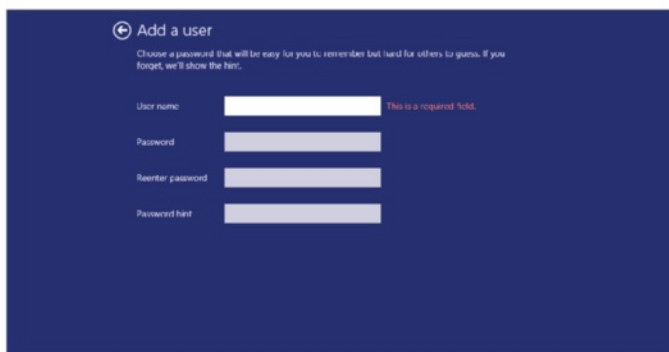 Add a user
Choose a password that will be easy for you to remember but hard for others to guess. If you
forget, we'll show the hint.
User name
This is a required field.
Password
Reenter password
Password hint